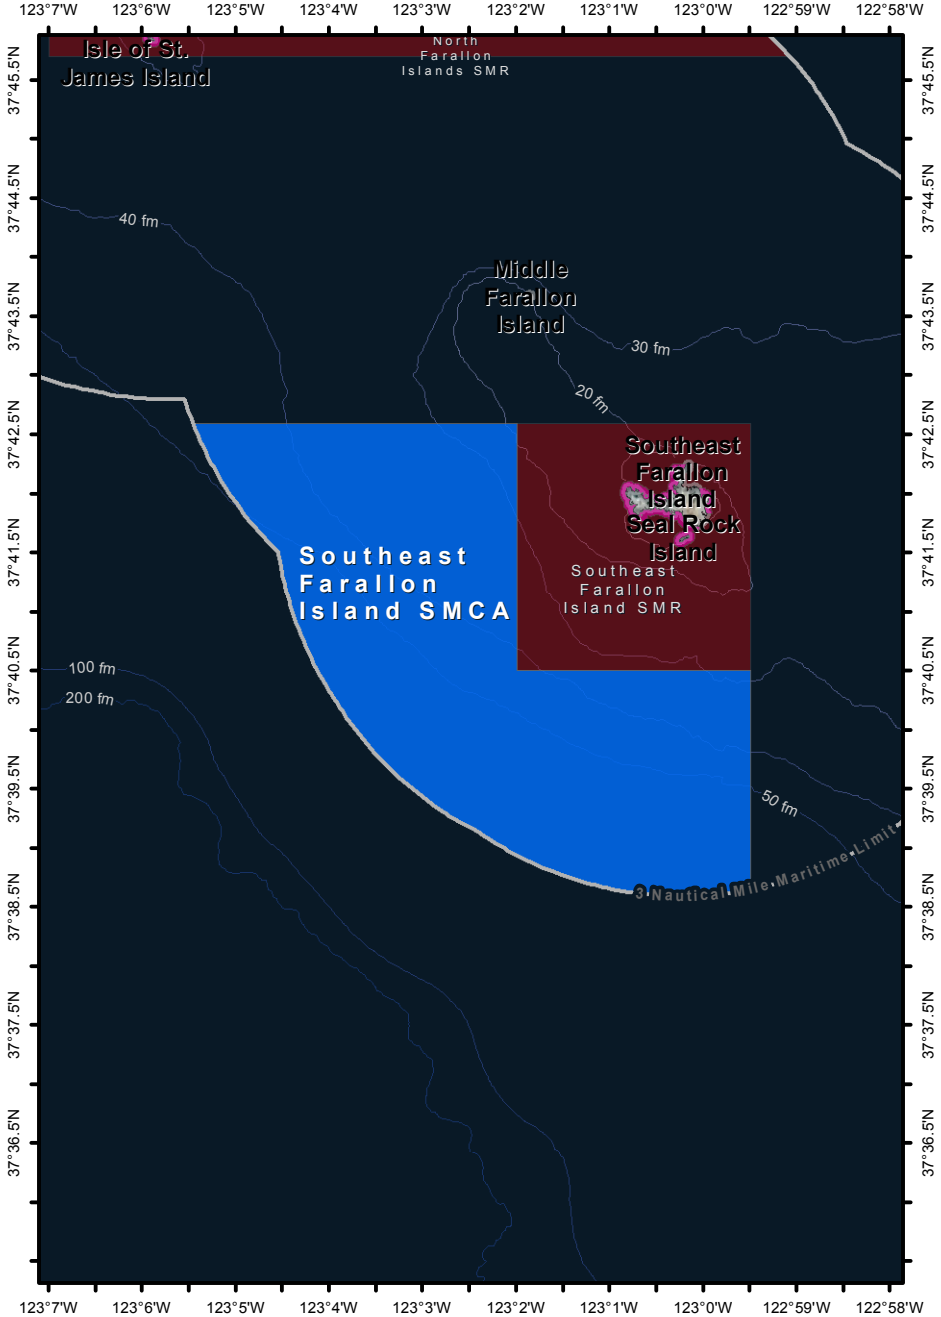 123°7'W 123°6'W 123°5'W 123°4'W 123°3'W 123°2'W 123°1'W 123°0'W 122°59'W 122°58'W
North
Farallon
Islands SMR
Isle of St.
James Island
37°45.5'N 37°45.5'N
37°44.5'N 37°44.5'N
40 fm
Middle
Farallon
Island
37°43.5'N 37°43.5'N
30 fm
20 fm
37°42.5'N 37°42.5'N
Southeast
Farallon
Island
Seal Rock
Island
37°41.5'N 37°41.5'N
Southeast
Farallon
Island SMCA
Southeast
Farallon
Island SMR
37°40.5'N 37°40.5'N
100 fm
200 fm
37°39.5'N 37°39.5'N
50 fm
3 Nautical Mile Maritime Limit
37°38.5'N 37°38.5'N
37°37.5'N 37°37.5'N
37°36.5'N 37°36.5'N
123°7'W 123°6'W 123°5'W 123°4'W 123°3'W 123°2'W 123°1'W 123°0'W 122°59'W 122°58'W